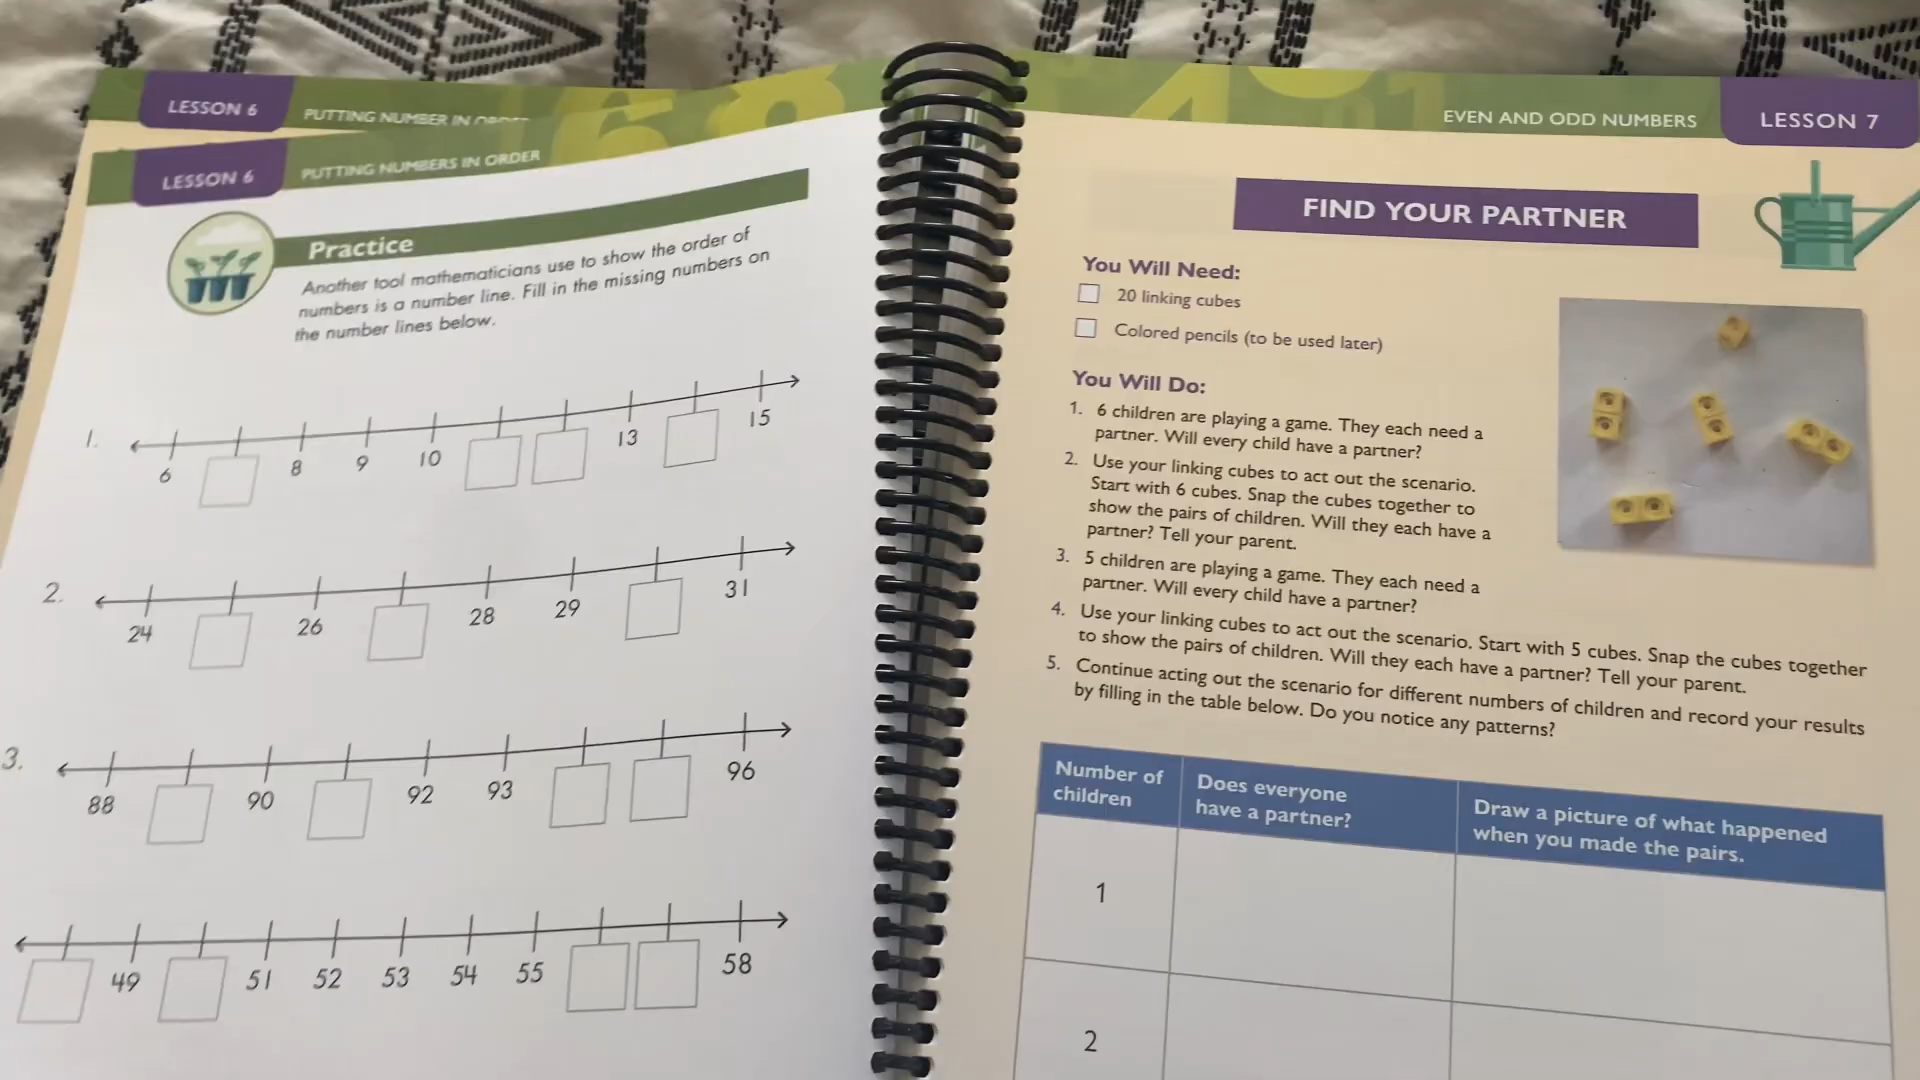 LESSON 6
PUTTING NUMBER IN
LESSON 6
PUTTING NUMBERS IN ORDER
Practice
Another tool mathematicians use to show the order of
numbers is a number line. Fill in the missing numbers on
the number lines below.
1.
6 8 9 10 13 15
2.
24 26 28 29 31
3.
88 90 92 93 96
49 51 52 53 54 55 58
EVEN AND ODD NUMBERS
LESSON 7
FIND YOUR PARTNER
You Will Need:
20 linking cubes
Colored pencils (to be used later)
You Will Do:
1. 6 children are playing a game. They each need a
partner. Will every child have a partner?
2. Use your linking cubes to act out the scenario.
Start with 6 cubes. Snap the cubes together to
show the pairs of children. Will they each have a
partner? Tell your parent.
3. 5 children are playing a game. They each need a
partner. Will every child have a partner?
4. Use your linking cubes to act out the scenario. Start with 5 cubes. Snap the cubes together
to show the pairs of children. Will they each have a partner? Tell your parent.
5. Continue acting out the scenario for different numbers of children and record your results
by filling in the table below. Do you notice any patterns?
Number of
children
Does everyone
have a partner?
Draw a picture of what happened
when you made the pairs.
1
2